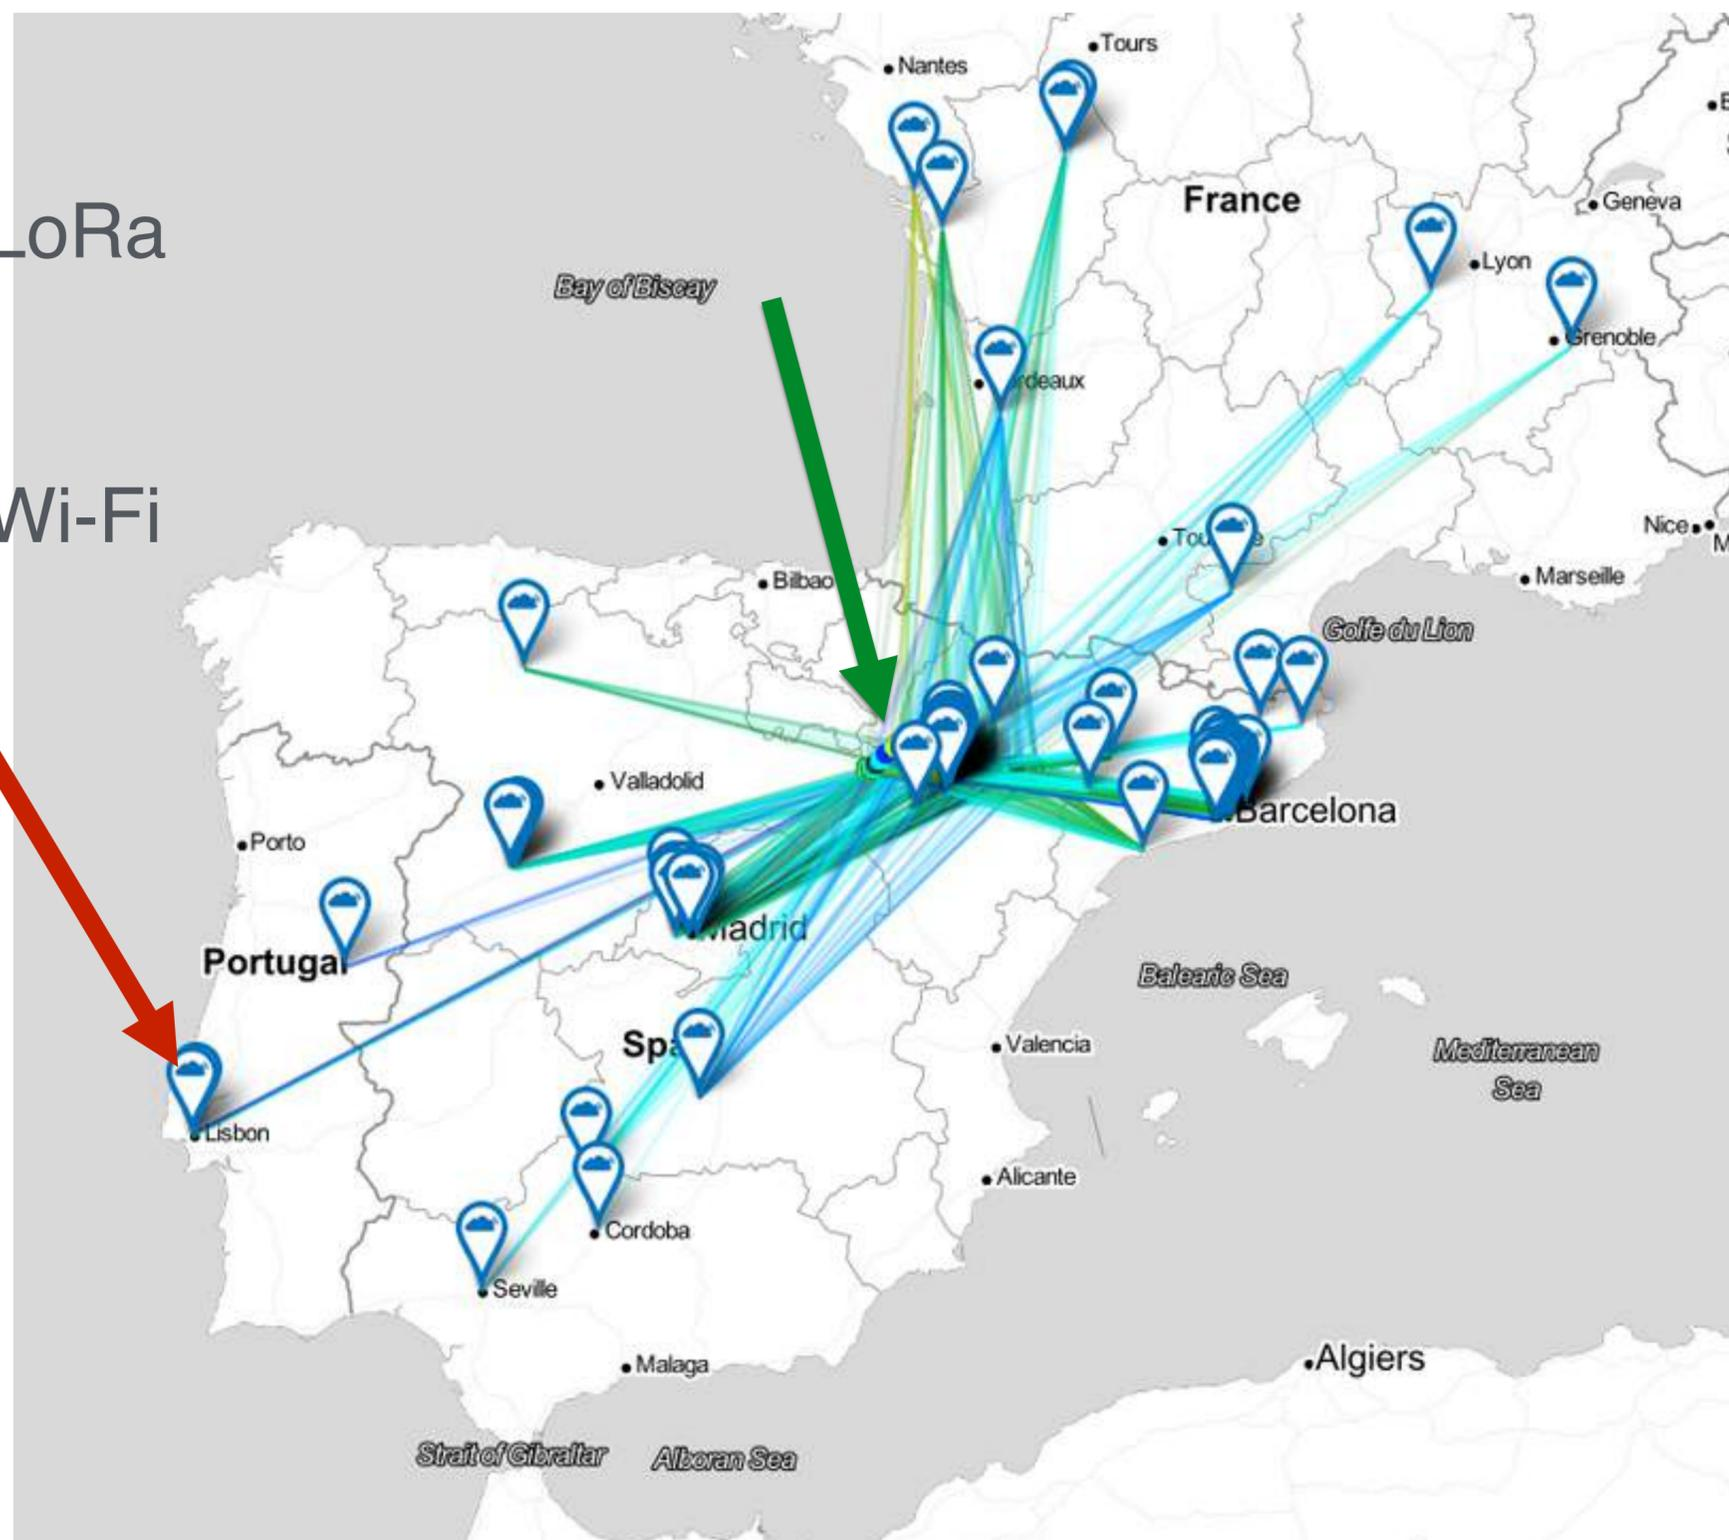 LoRa
Wi-Fi
Tours
Nantes
France
Geneva
Lyon
Bay of Biscay
Grenoble
Nice
Marseille
Bilbao
Golfe du Lion
Valladolid
Barcelona
Porto
Madrid
Portugal
Balearic Sea
Valencia
Mediterranean
Sea
Lisbon
Alicante
Cordoba
Seville
Algiers
Malaga
Strait of Gibraltar
Alboran Sea